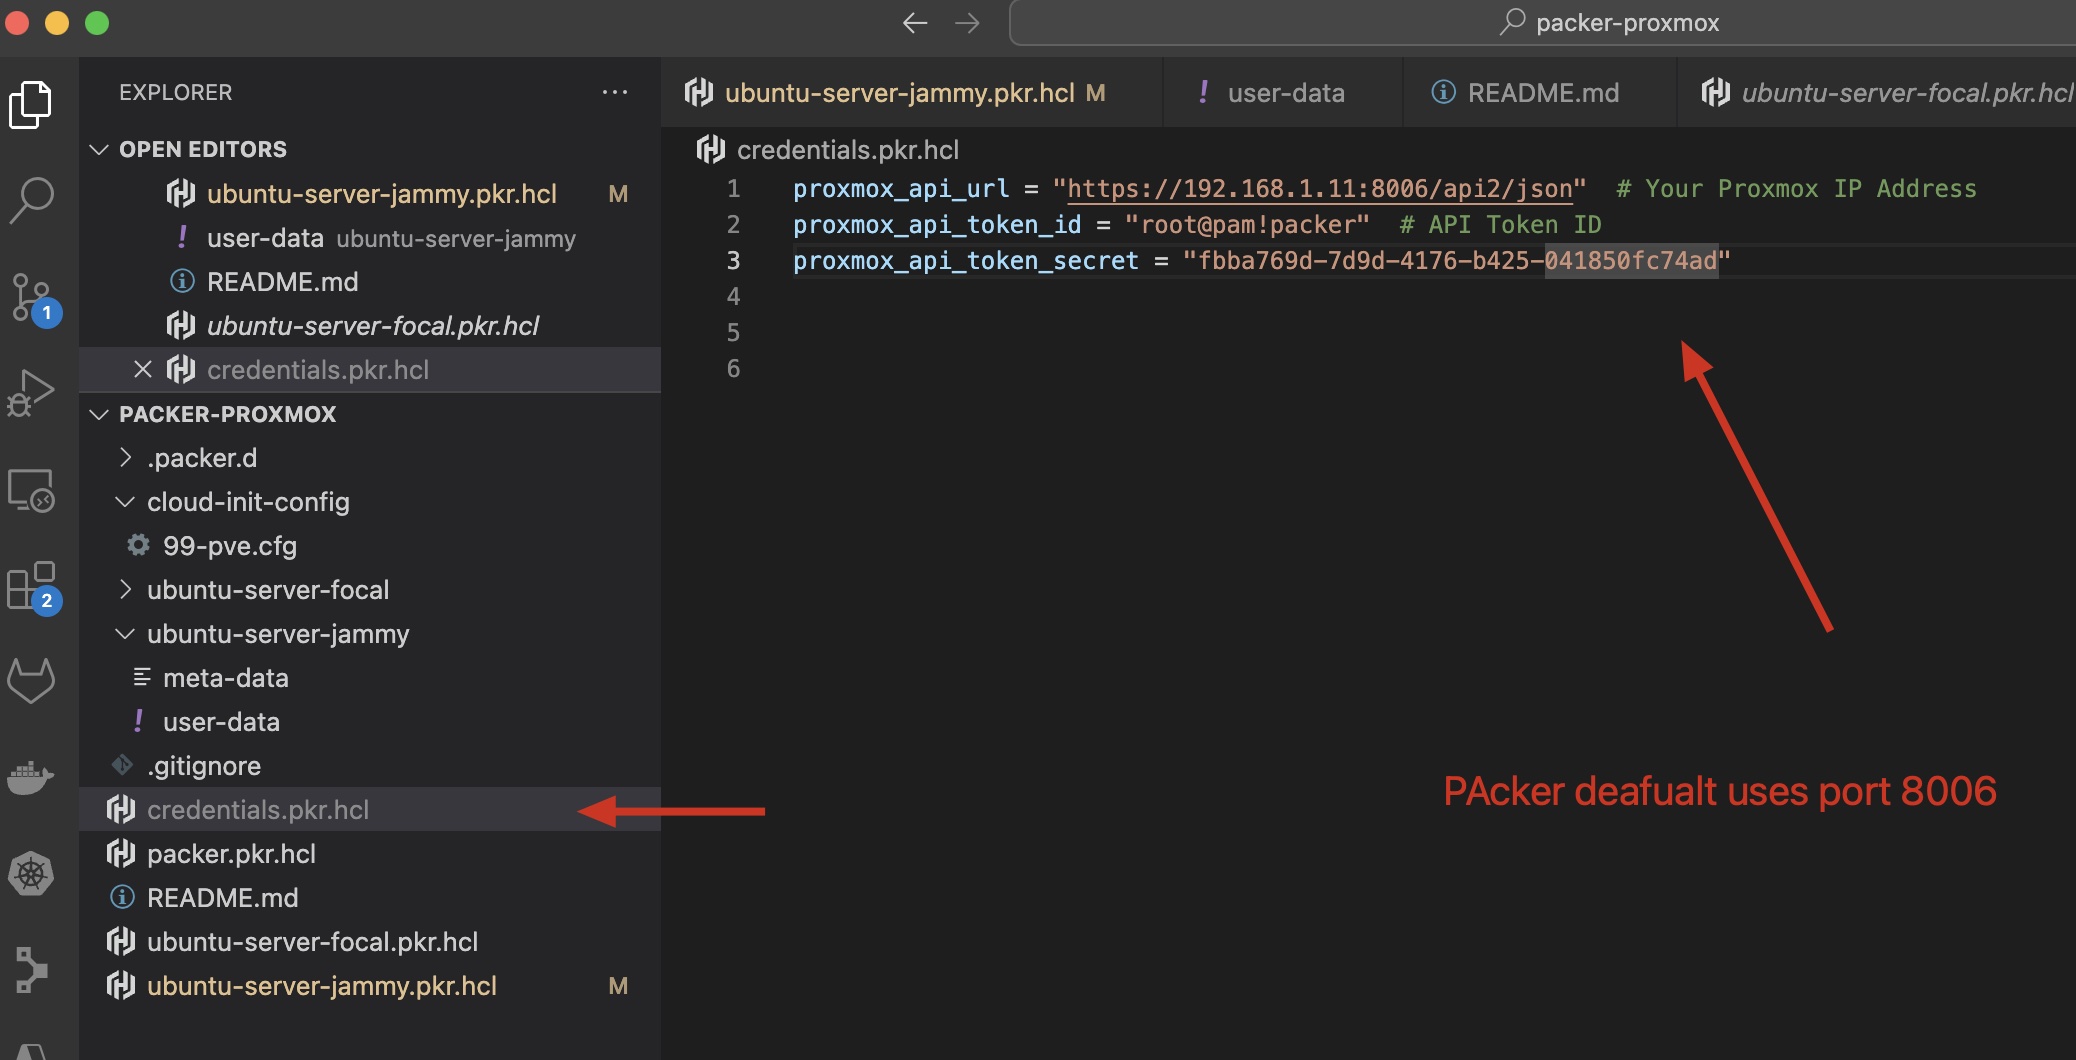 packer-proxmox
EXPLORER ···
OPEN EDITORS
ubuntu-server-jammy.pkr.hcl M
! user-data ubuntu-server-jammy
README.md
ubuntu-server-focal.pkr.hcl
credentials.pkr.hcl
PACKER-PROXMOX
.packer.d
cloud-init-config
99-pve.cfg
ubuntu-server-focal
ubuntu-server-jammy
meta-data
! user-data
.gitignore
credentials.pkr.hcl
packer.pkr.hcl
README.md
ubuntu-server-focal.pkr.hcl
ubuntu-server-jammy.pkr.hcl M
1
2
ubuntu-server-jammy.pkr.hcl M ! user-data README.md ubuntu-server-focal.pkr.hcl
credentials.pkr.hcl
1 proxmox_api_url = "https://192.168.1.11:8006/api2/json" # Your Proxmox IP Address
2 proxmox_api_token_id = "root@pam!packer" # API Token ID
3 proxmox_api_token_secret = "fbba769d-7d9d-4176-b425-041850fc74ad"
4
5
6
PAcker deafualt uses port 8006